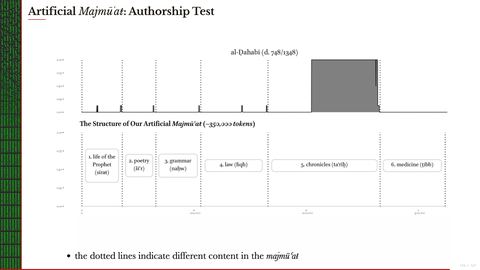 Artificial Majmūʿat: Authorship Test
al-Ḏahabī (d. 748/1348)
The Structure of Our Artificial Majmūʿat (~350,000 tokens)
1. life of the
Prophet
(sīraŧ)
2. poetry
(šiʿr)
3. grammar
(naḥw)
4. law (fiqh)
5. chronicles (taʾrīḫ)
6. medicine (ṭibb)
• the dotted lines indicate different content in the majmūʿat